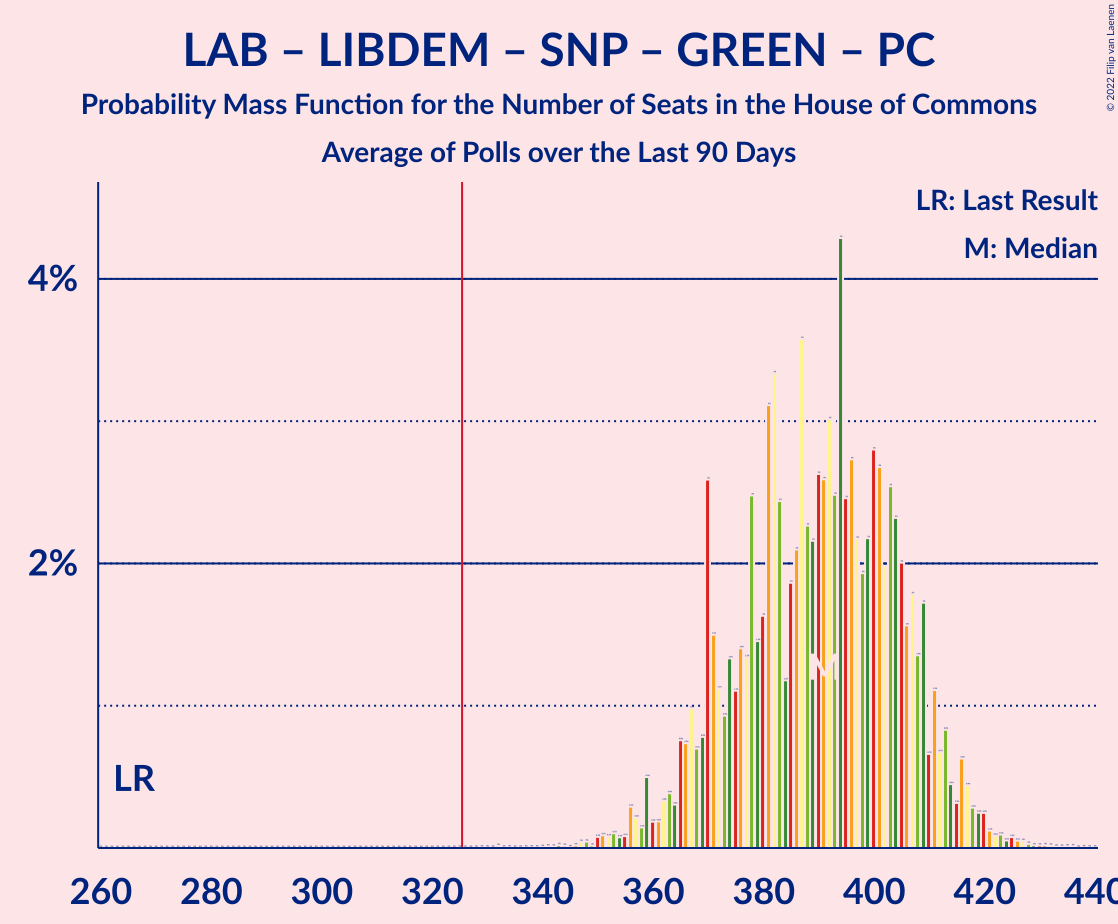 LAB – LIBDEM – SNP – GREEN – PC
Probability Mass Function for the Number of Seats in the House of Commons
Average of Polls over the Last 90 Days
© 2022 Filip van Laenen
LR: Last Result
M: Median
4%
2%
M
LR
260 280 300 320 340 360 380 400 420 440